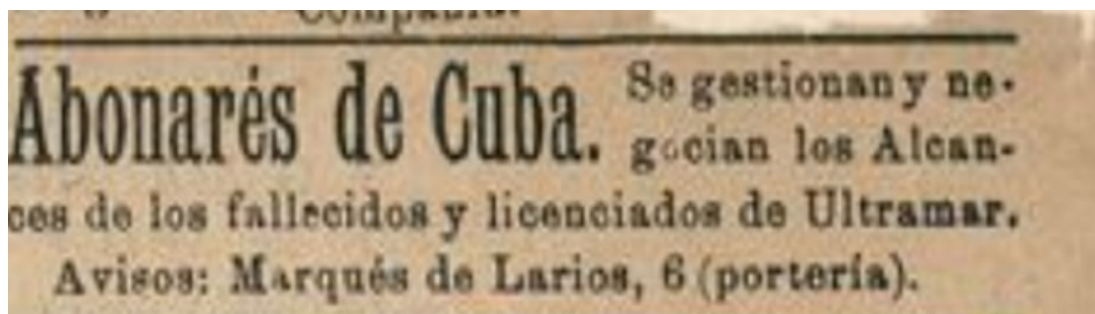 Compañía.
Abonarés de Cuba. Se gestionan y ne-
gocian los Alcan-
ces de los fallecidos y licenciados de Ultramar.
Avisos: Marqués de Larios, 6 (portería).